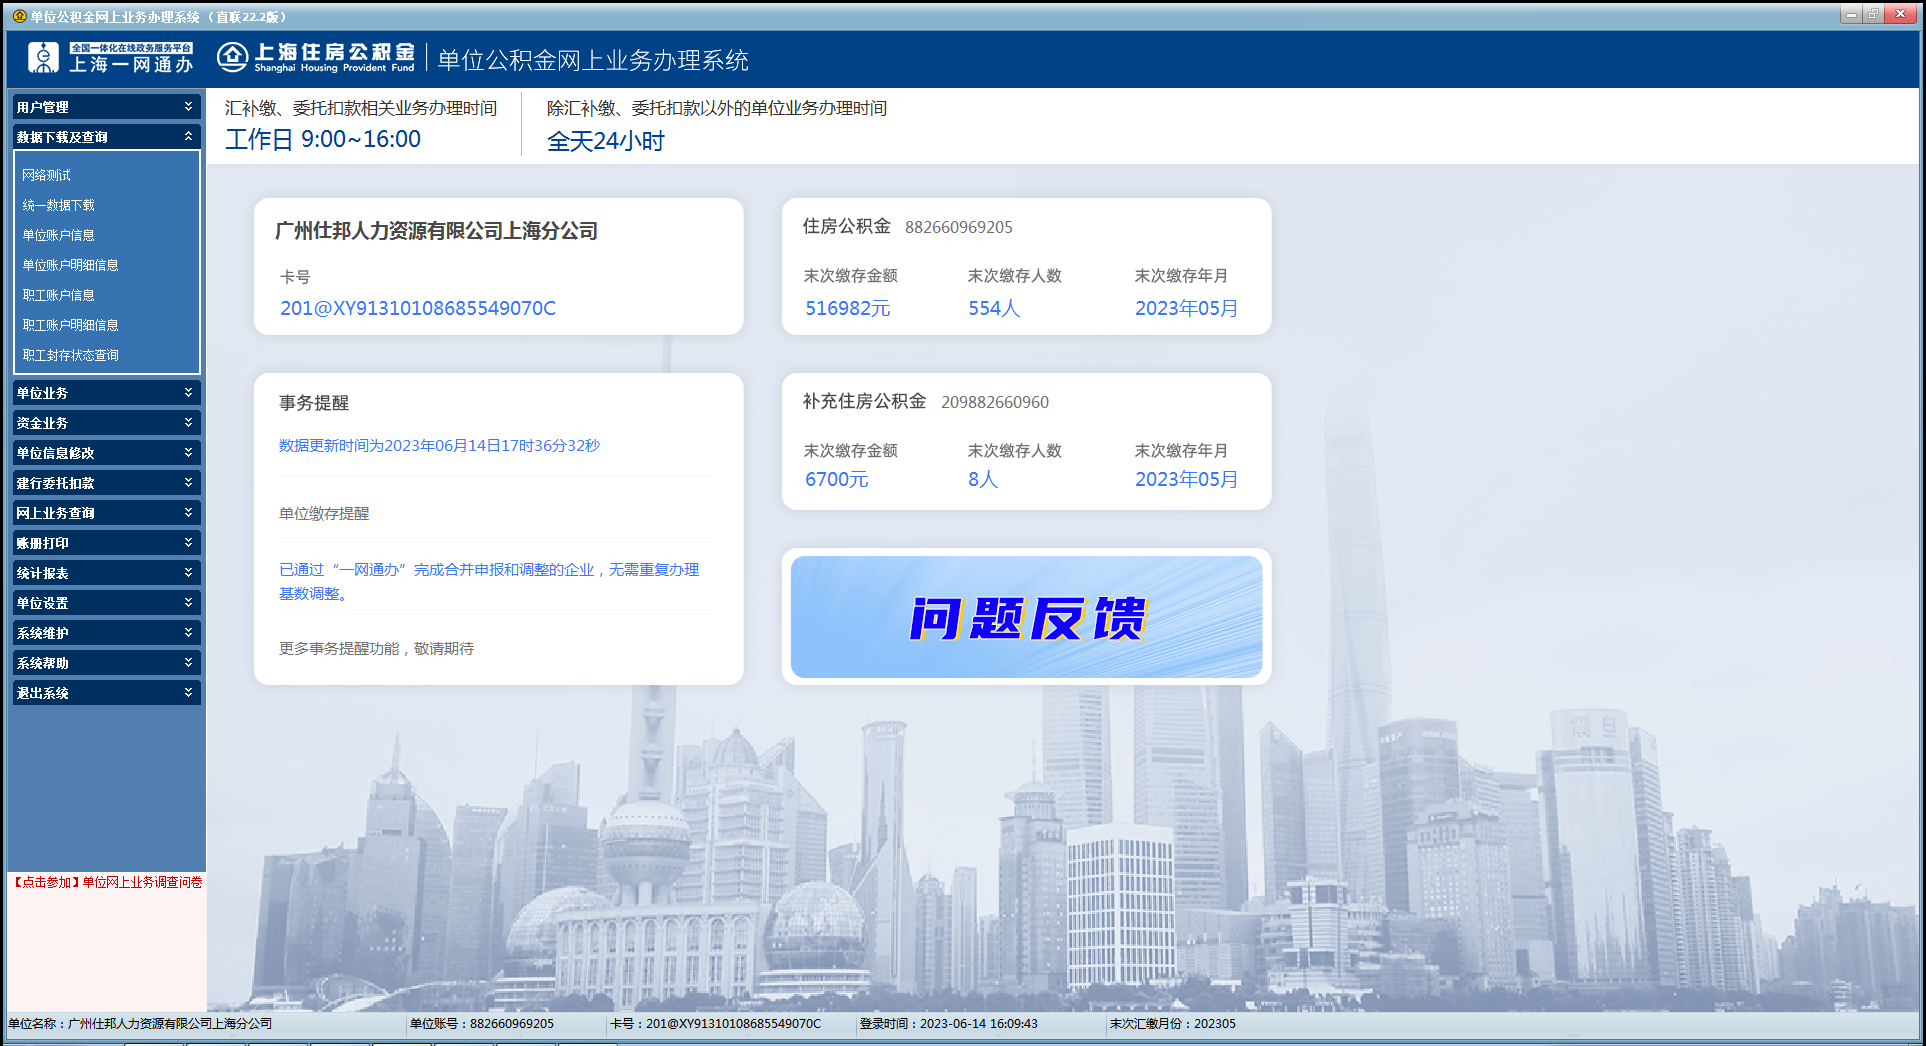 单位公积金网上业务办理系统 （直联22.2版）
全国一体化在线政务服务平台
上海一网通办
上海住房公积金
Shanghai Housing Provident Fund
单位公积金网上业务办理系统
用户管理
数据下载及查询
网络测试
统一数据下载
单位账户信息
单位账户明细信息
职工账户信息
职工账户明细信息
职工封存状态查询
单位业务
资金业务
单位信息修改
建行委托扣款
网上业务查询
账册打印
统计报表
单位设置
系统维护
系统帮助
退出系统
【点击参加】单位网上业务调查问卷
汇补缴、委托扣款相关业务办理时间
工作日 9:00~16:00
除汇补缴、委托扣款以外的单位业务办理时间
全天24小时
广州仕邦人力资源有限公司上海分公司
卡号
201@XY91310108685549070C
住房公积金 882660969205
末次缴存金额 末次缴存人数 末次缴存年月
516982元 554人 2023年05月
事务提醒
数据更新时间为2023年06月14日17时36分32秒
单位缴存提醒
已通过“一网通办”完成合并申报和调整的企业，无需重复办理
基数调整。
更多事务提醒功能，敬请期待
补充住房公积金 209882660960
末次缴存金额 末次缴存人数 末次缴存年月
6700元 8人 2023年05月
问题反馈
单位名称：广州仕邦人力资源有限公司上海分公司 单位账号：882660969205 卡号：201@XY91310108685549070C 登录时间：2023-06-14 16:09:43 末次汇缴月份：202305